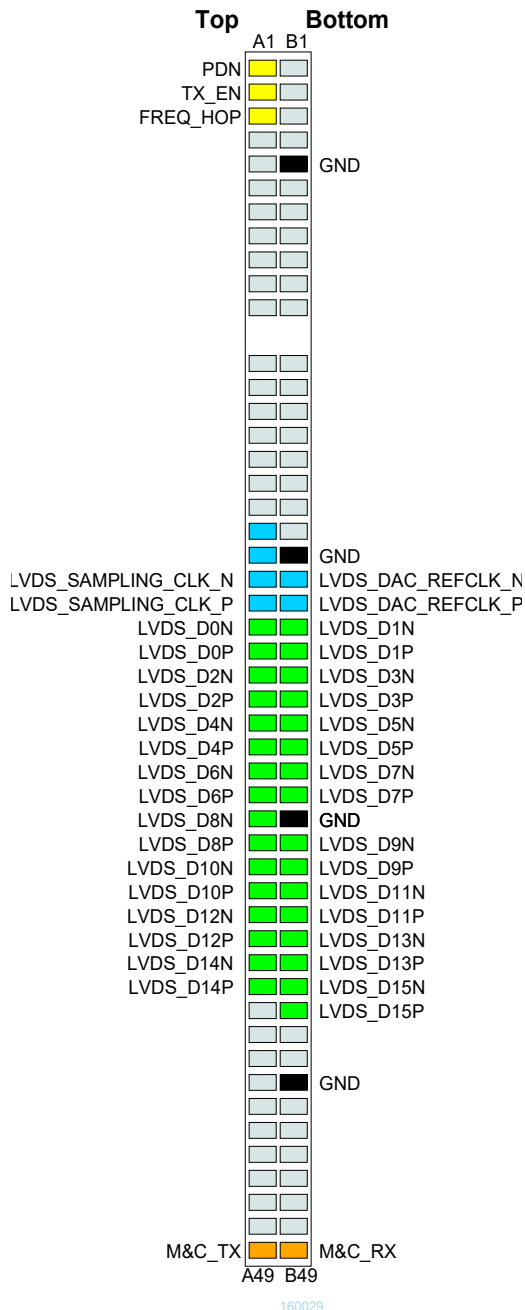 Top Bottom
A1 B1
PDN
TX_EN
FREQ_HOP
GND
GND
LVDS_SAMPLING_CLK_N LVDS_DAC_REFCLK_N
LVDS_SAMPLING_CLK_P LVDS_DAC_REFCLK_P
LVDS_D0N LVDS_D1N
LVDS_D0P LVDS_D1P
LVDS_D2N LVDS_D3N
LVDS_D2P LVDS_D3P
LVDS_D4N LVDS_D5N
LVDS_D4P LVDS_D5P
LVDS_D6N LVDS_D7N
LVDS_D6P LVDS_D7P
LVDS_D8N GND
LVDS_D8P LVDS_D9N
LVDS_D10N LVDS_D9P
LVDS_D10P LVDS_D11N
LVDS_D12N LVDS_D11P
LVDS_D12P LVDS_D13N
LVDS_D14N LVDS_D13P
LVDS_D14P LVDS_D15N
LVDS_D15P
GND
M&C_TX M&C_RX
A49 B49
160029